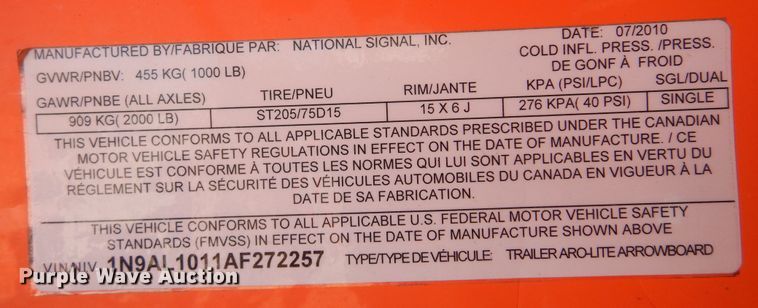 MANUFACTURED BY/FABRIQUE PAR: NATIONAL SIGNAL, INC. DATE: 07/2010
GVWR/PNBV: 455 KG( 1000 LB) COLD INFL. PRESS. /PRESS.
DE GONF À FROID
GAWR/PNBE (ALL AXLES) TIRE/PNEU RIM/JANTE KPA (PSI/LPC) SGL/DUAL
909 KG( 2000 LB) ST205/75D15 15 X 6 J 276 KPA( 40 PSI) SINGLE
THIS VEHICLE CONFORMS TO ALL APPLICABLE STANDARDS PRESCRIBED UNDER THE CANADIAN
MOTOR VEHICLE SAFETY REGULATIONS IN EFFECT ON THE DATE OF MANUFACTURE. / CE
VÉHICULE EST CONFORME À TOUTES LES NORMES QUI LUI SONT APPLICABLES EN VERTU DU
RÈGLEMENT SUR LA SÉCURITÉ DES VÉHICULES AUTOMOBILES DU CANADA EN VIGUEUR À LA
DATE DE SA FABRICATION.
THIS VEHICLE CONFORMS TO ALL APPLICABLE U.S. FEDERAL MOTOR VEHICLE SAFETY
STANDARDS (FMVSS) IN EFFECT ON THE DATE OF MANUFACTURE SHOWN ABOVE
VIN/NIV 1N9AL1011AF272257 TYPE/TYPE DE VÉHICULE: TRAILER ARO-LITE ARROWBOARD
Purple Wave Auction